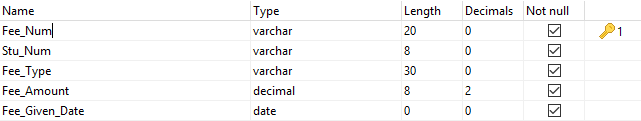 Name Type Length Decimals Not null
Fee_Num varchar 20 0 1
Stu_Num varchar 8 0
Fee_Type varchar 30 0
Fee_Amount decimal 8 2
Fee_Given_Date date 0 0